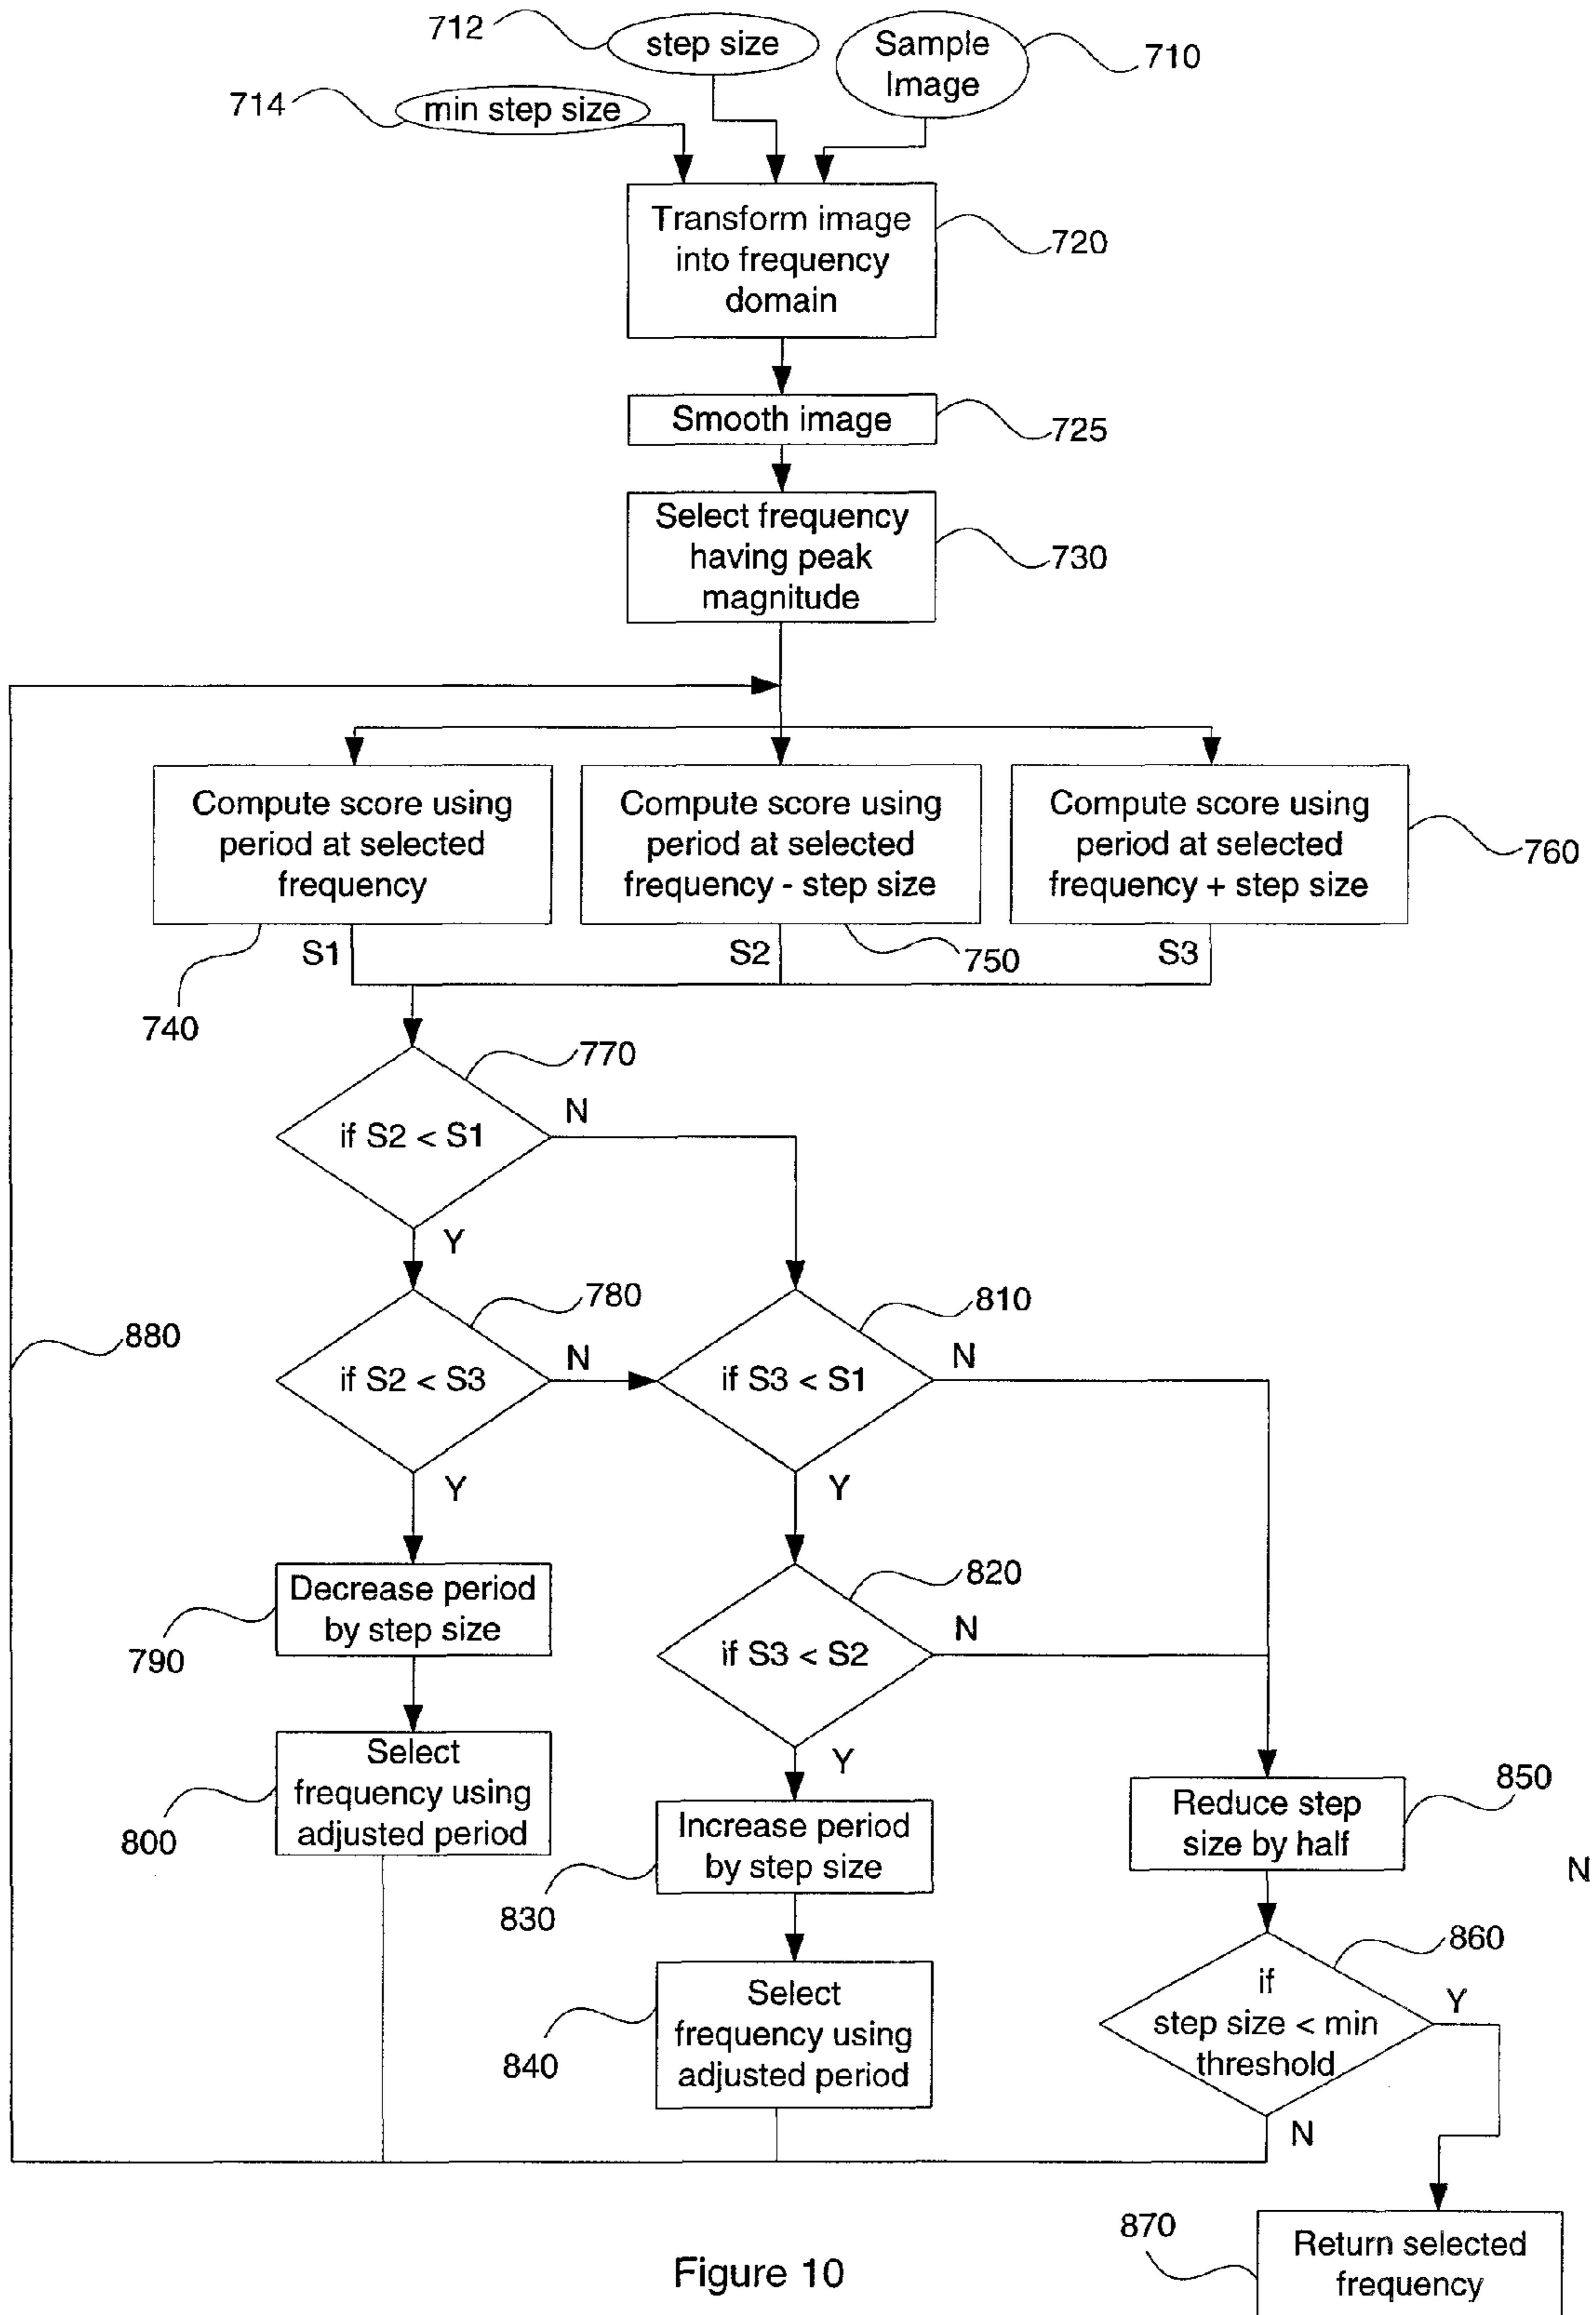 712
step size
Sample
Image
710
714
min step size
Transform image
into frequency
domain
720
Smooth image
725
Select frequency
having peak
magnitude
730
Compute score using
period at selected
frequency
Compute score using
period at selected
frequency - step size
Compute score using
period at selected
frequency + step size
760
S1
S2
750
S3
740
770
if S2 < S1
N
Y
780
810
880
if S2 < S3
N
if S3 < S1
N
Y
Y
Decrease period
by step size
790
820
if S3 < S2
N
Y
Select
frequency using
adjusted period
800
Increase period
by step size
830
Reduce step
size by half
850
N
Select
frequency using
adjusted period
840
860
if
step size < min
threshold
Y
N
870
Return selected
frequency
Figure 10